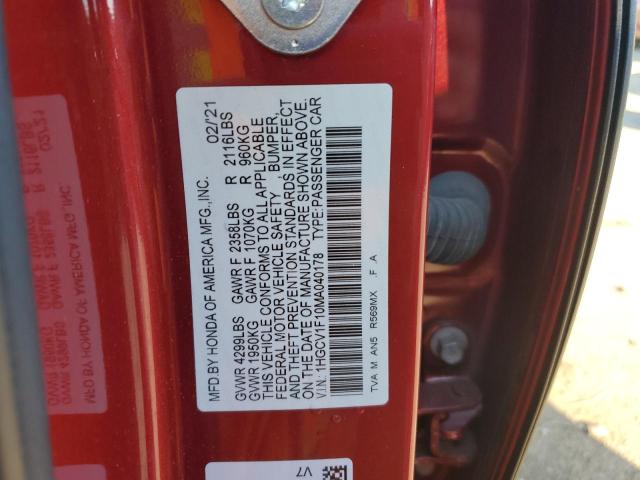 MFD.BY HONDA OF AMERICA MFG.,INC. 02/21
GVWR 4299LBS GAWR F 2358LBS R 2116LBS
GVWR 1950KG GAWR F 1070KG R 960KG
THIS VEHICLE CONFORMS TO ALL APPLICABLE
FEDERAL MOTOR VEHICLE SAFETY, BUMPER,
AND THEFT PREVENTION STANDARDS IN EFFECT
ON THE DATE OF MANUFACTURE SHOWN ABOVE.
V.I.N.: 1HGCV1F10MA040178 TYPE:PASSENGER CAR
TVA M AN5 R569MX .F .A
V7